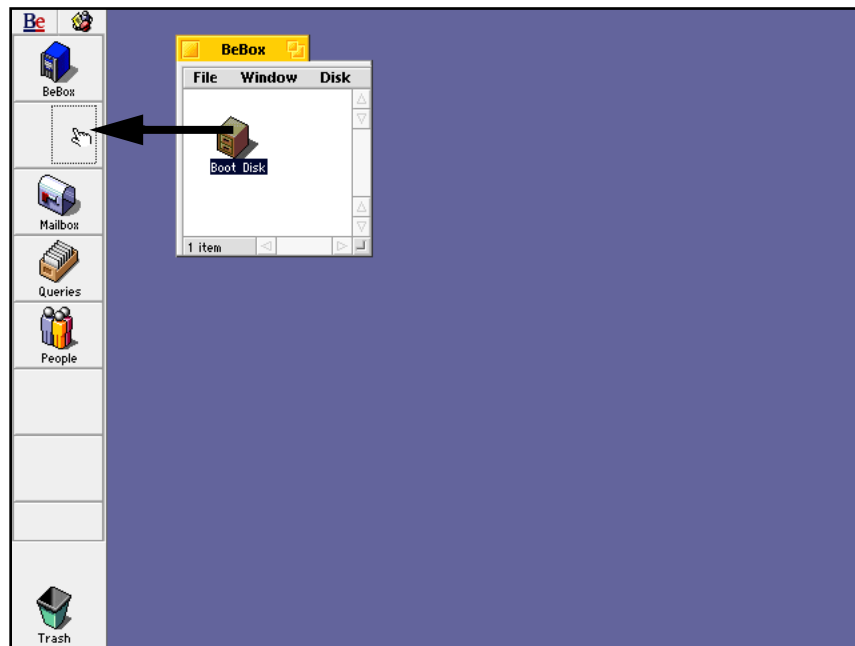 Be
BeBox
BeBox
File Window Disk
Boot Disk
1 item
Mailbox
Queries
People
Trash